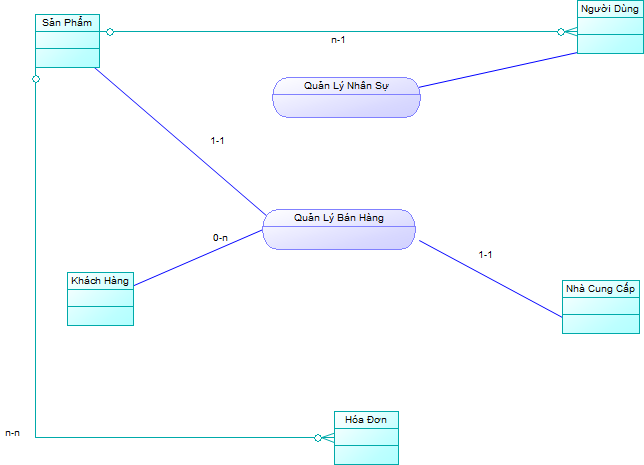 Sản Phẩm
Người Dùng
n-1
Quản Lý Nhân Sự
1-1
Quản Lý Bán Hàng
0-n
1-1
Khách Hàng
Nhà Cung Cấp
Hóa Đơn
n-n